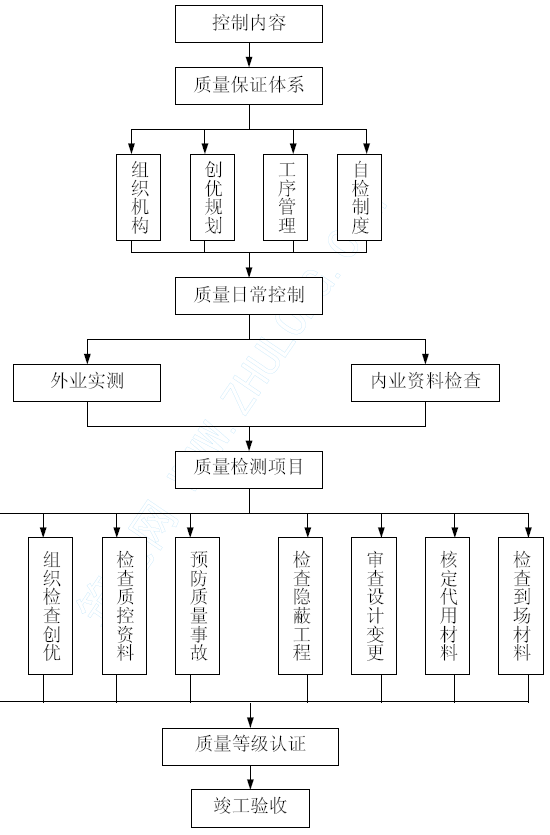 控制内容
质量保证体系
组织机构
创优规划
工序管理
自检制度
质量日常控制
外业实测
内业资料检查
质量检测项目
组织检查创优
检查质控资料
预防质量事故
检查隐蔽工程
审查设计变更
核定代用材料
检查到场材料
质量等级认证
竣工验收